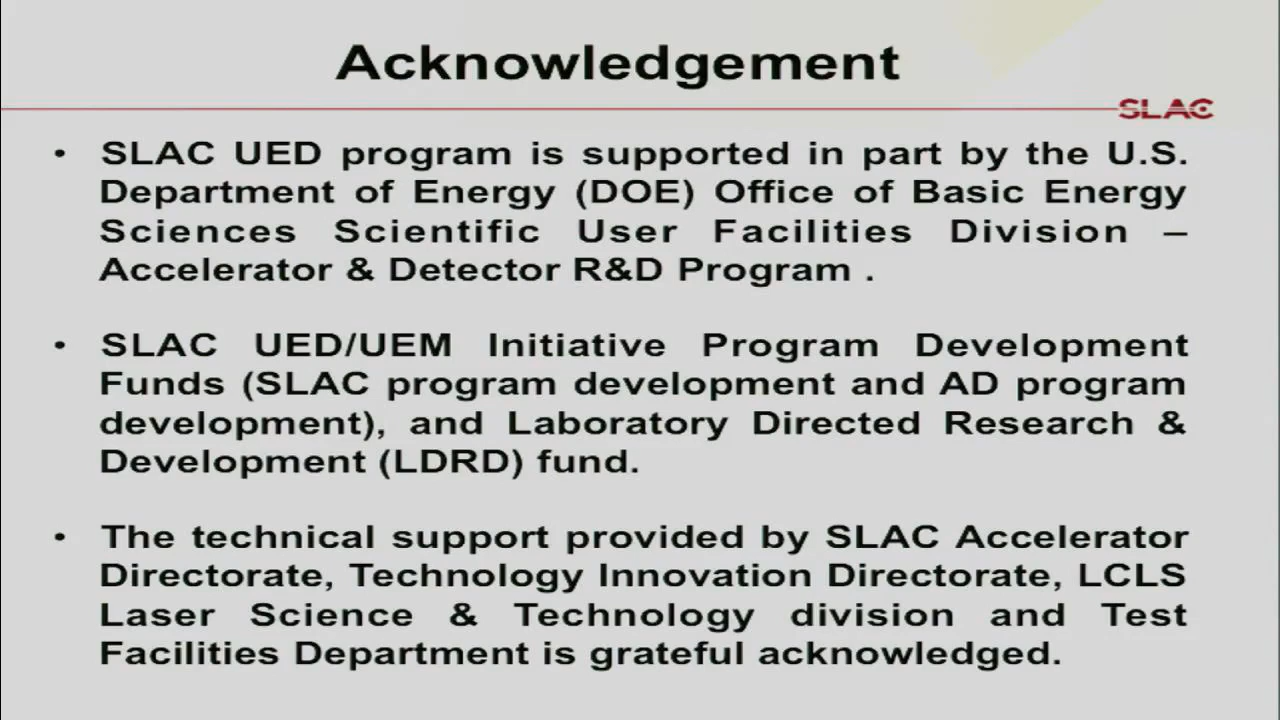 Acknowledgement
SLAC
• SLAC UED program is supported in part by the U.S.
Department of Energy (DOE) Office of Basic Energy
Sciences Scientific User Facilities Division –
Accelerator & Detector R&D Program .
• SLAC UED/UEM Initiative Program Development
Funds (SLAC program development and AD program
development), and Laboratory Directed Research &
Development (LDRD) fund.
• The technical support provided by SLAC Accelerator
Directorate, Technology Innovation Directorate, LCLS
Laser Science & Technology division and Test
Facilities Department is grateful acknowledged.